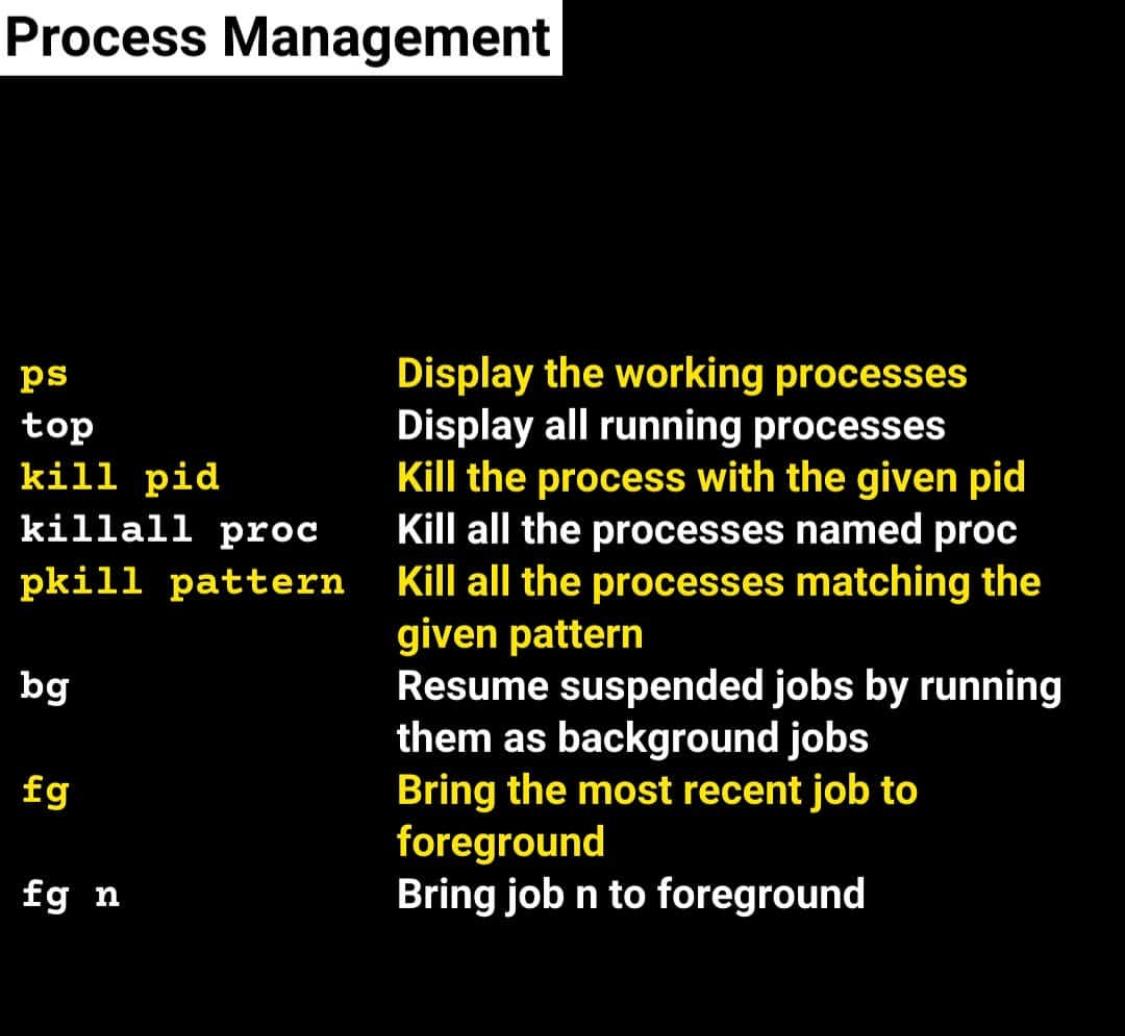 Process Management
ps Display the working processes
top Display all running processes
kill pid Kill the process with the given pid
killall proc Kill all the processes named proc
pkill pattern Kill all the processes matching the
given pattern
bg Resume suspended jobs by running
them as background jobs
fg Bring the most recent job to
foreground
fg n Bring job n to foreground